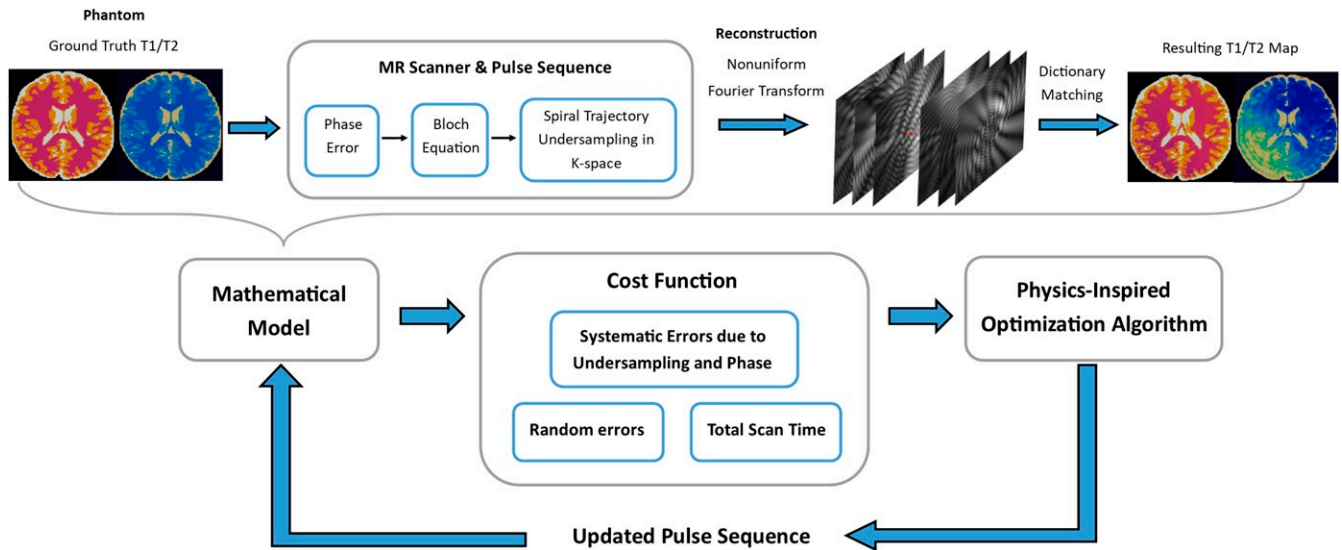 Phantom
Ground Truth T1/T2
MR Scanner & Pulse Sequence
Phase
Error
Bloch
Equation
Spiral Trajectory
Undersampling in
K-space
Reconstruction
Nonuniform
Fourier Transform
Dictionary
Matching
Resulting T1/T2 Map
Mathematical
Model
Cost Function
Systematic Errors due to
Undersampling and Phase
Random errors
Total Scan Time
Physics-Inspired
Optimization Algorithm
Updated Pulse Sequence